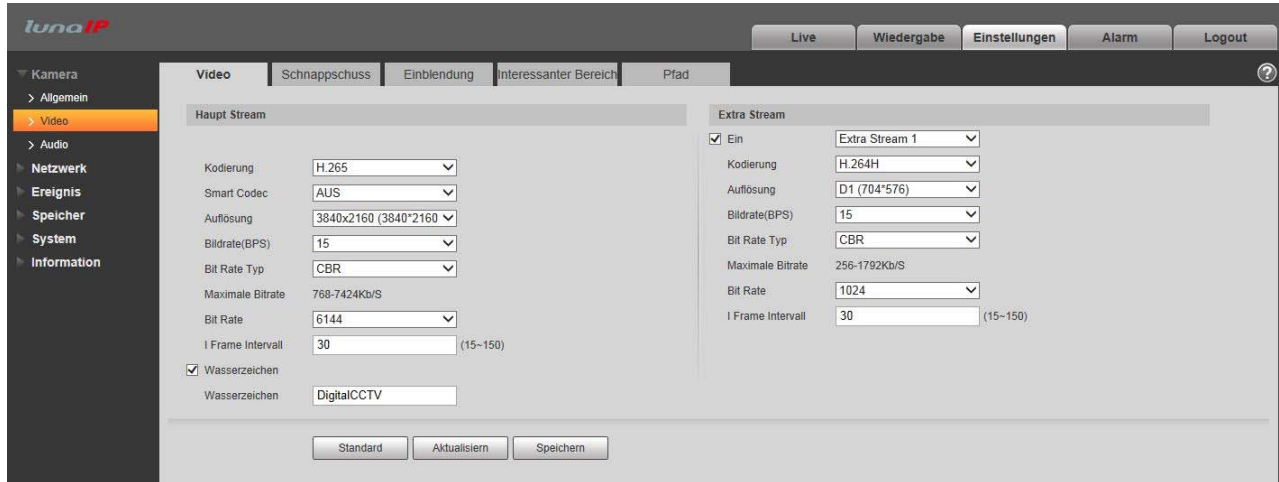 lunaIP
Live Wiedergabe Einstellungen Alarm Logout
Kamera
> Allgemein
> Video
> Audio
Netzwerk
Ereignis
Speicher
System
Information
Video Schnappschuss Einblendung Interessanter Bereich Pfad
?
Haupt Stream
Kodierung H.265
Smart Codec AUS
Auflösung 3840x2160 (3840*2160
Bildrate(BPS) 15
Bit Rate Typ CBR
Maximale Bitrate 768-7424Kb/S
Bit Rate 6144
I Frame Intervall 30 (15~150)
Wasserzeichen
Wasserzeichen DigitalCCTV
Extra Stream
Ein Extra Stream 1
Kodierung H.264H
Auflösung D1 (704*576)
Bildrate(BPS) 15
Bit Rate Typ CBR
Maximale Bitrate 256-1792Kb/S
Bit Rate 1024
I Frame Intervall 30 (15~150)
Standard Aktualisiern Speichern